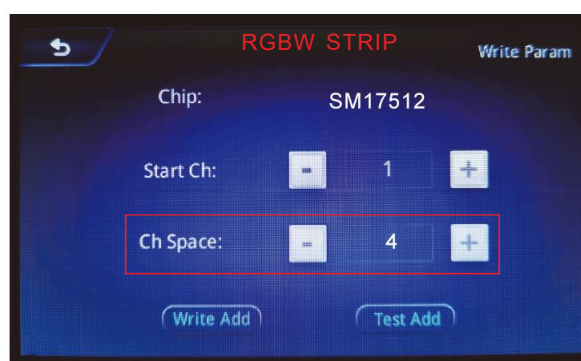 RGBW STRIP
Write Param
Chip: SM17512
Start Ch: - 1 +
Ch Space: - 4 +
Write Add Test Add